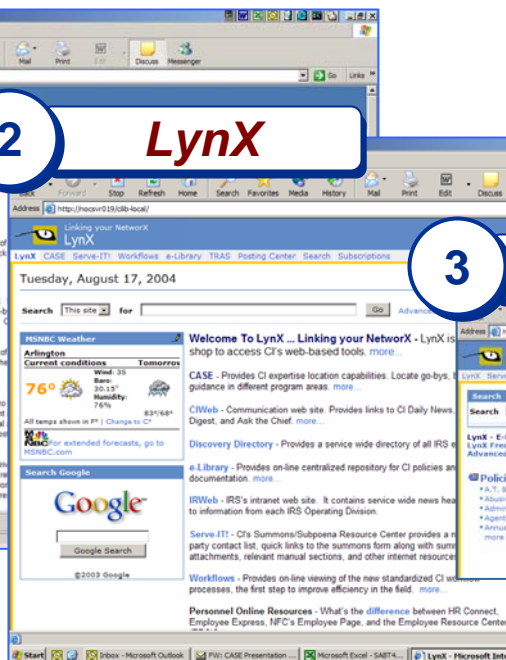 Mail Print Edit Discuss Messenger
Go Links
2
LynX
Back Forward Stop Refresh Home Search Favorites Media History Mail Print Edit Discuss
Address http://nocsvr019/clib-local/
Linking your NetworX
LynX
LynX CASE Serve-IT! Workflows e-Library TRAS Posting Center Search Subscriptions
3
Tuesday, August 17, 2004
Search This site for Go
MSNBC Weather
Arlington
Current conditions
76°
Wind: 35
Baro:
30.15"
Humidity:
76%
83°/68°
All temps shown in F° | Change to C°
For extended forecasts, go to
MSNBC.com
Search Google
Google
Google Search
©2003 Google
Welcome To LynX ... Linking your NetworX - LynX is
shop to access CI's web-based tools. more...
CASE - Provides CI expertise location capabilities. Locate go-bys,
guidance in different program areas. more...
CIWeb - Communication web site. Provides links to CI Daily News,
Digest, and Ask the Chief. more...
Discovery Directory - Provides a service wide directory of all IRS
e-Library - Provides on-line centralized repository for CI policies
documentation. more...
IRWeb - IRS's intranet web site. It contains service wide news
to information from each IRS Operating Division.
Serve-IT! - CI's Summons/Subpoena Resource Center provides a
party contact list, quick links to the summons form along with
attachments, relevant manual sections, and other internet
Workflows - Provides on-line viewing of the new standardized CI
processes, the first step to improve efficiency in the field. more...
Personnel Online Resources - What's the difference between HR Connect,
Employee Express, NFC's Employee Page, and the Employee Resource
Address
Search
Search
Start Inbox - Microsoft Outlook FW: CASE Presentation ... Microsoft Excel - SABT4... LynX - Microsoft